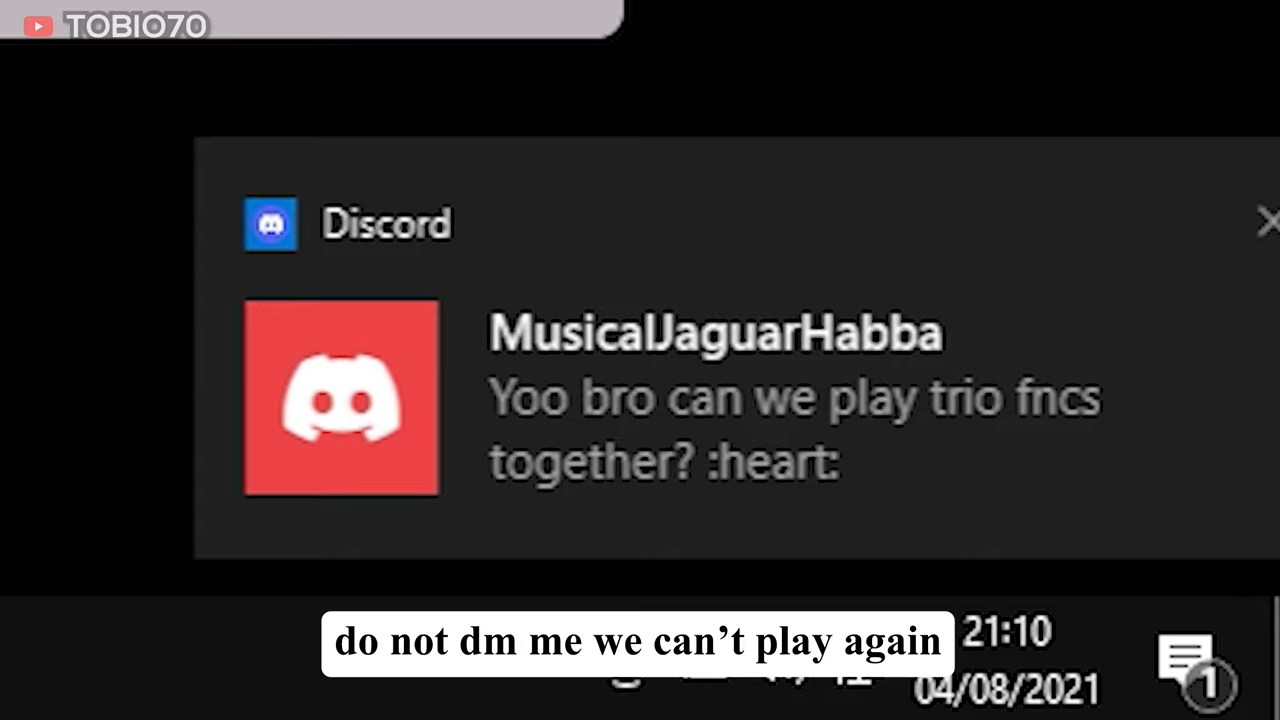 TOBIO70
Discord
MusicalJaguarHabba
Yoo bro can we play trio fncs
together? :heart:
do not dm me we can’t play again
21:10
04/08/2021
1